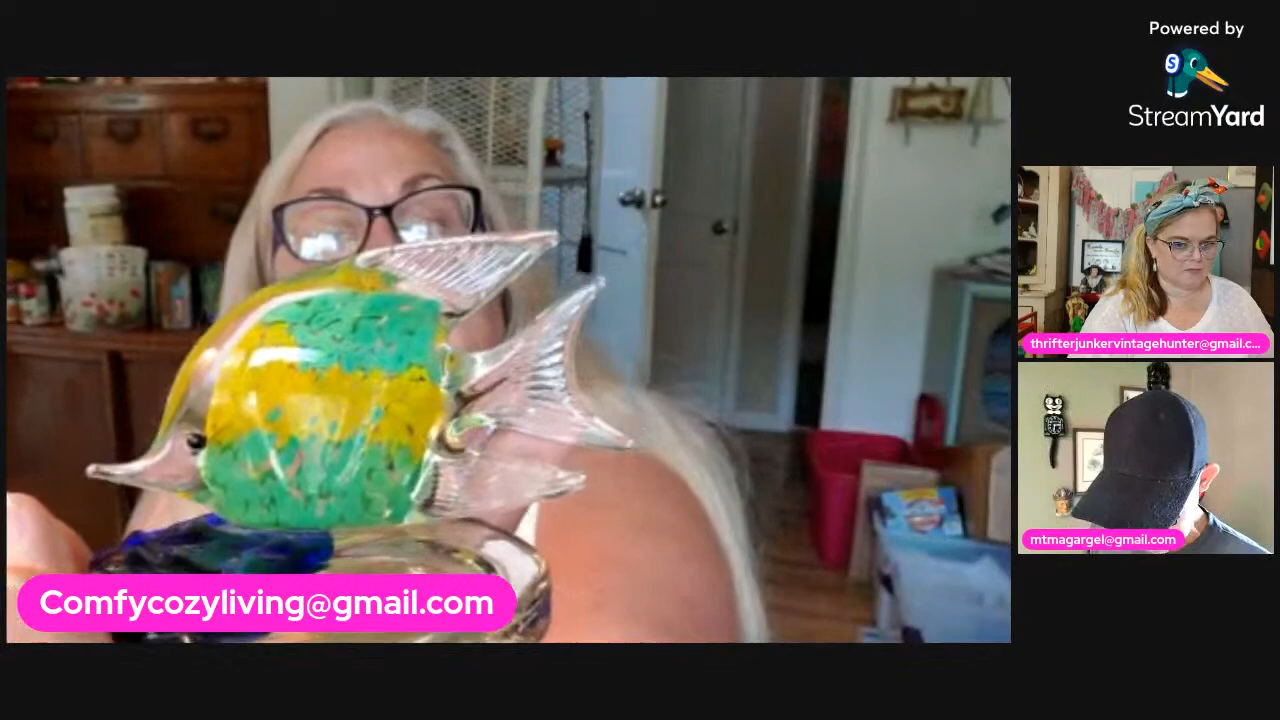 Powered by
StreamYard
thrifterjunkervintagehunter@gmail.c...
mtmagargel@gmail.com
Comfycozyliving@gmail.com